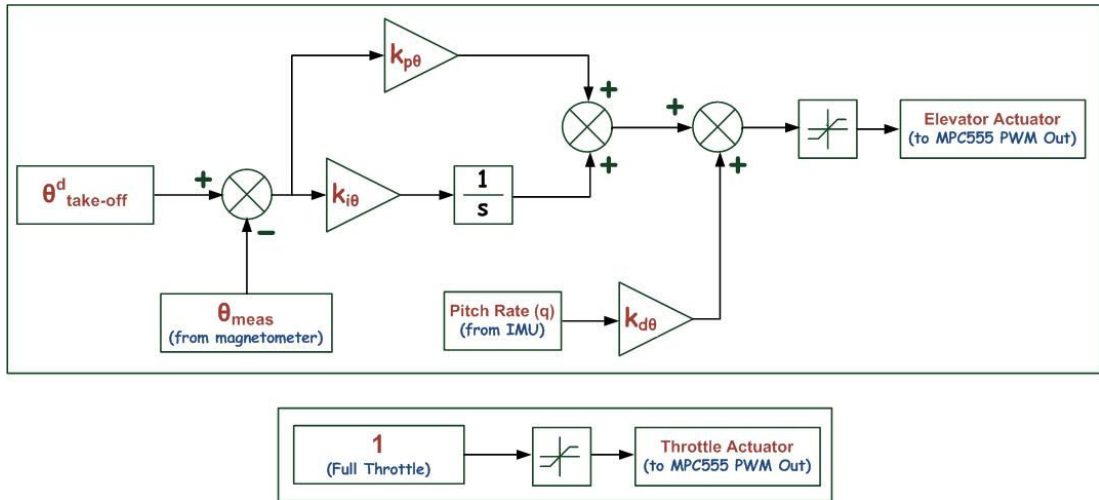 kpθ
+
+
+
+
Elevator Actuator
(to MPC555 PWM Out)
θd take-off
+
−
kiθ
1
s
θmeas
(from magnetometer)
Pitch Rate (q)
(from IMU)
kdθ
1
(Full Throttle)
Throttle Actuator
(to MPC555 PWM Out)